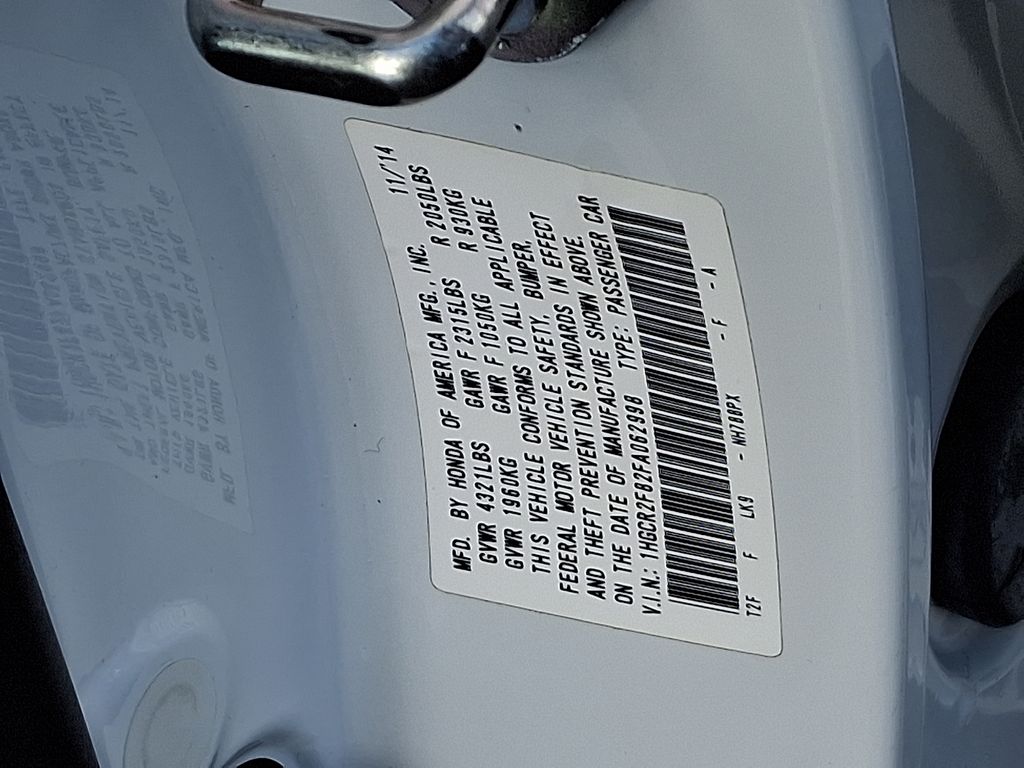 MFD. BY HONDA OF AMERICA MFG., INC. 11/'14
GVWR 4321LBS GAWR F 2315LBS R 2050LBS
GVWR 1960KG GAWR F 1050KG R 930KG
THIS VEHICLE CONFORMS TO ALL APPLICABLE
FEDERAL MOTOR VEHICLE SAFETY, BUMPER,
AND THEFT PREVENTION STANDARDS IN EFFECT
ON THE DATE OF MANUFACTURE SHOWN ABOVE.
V.I.N.: 1HGCR2F82FA162998 TYPE: PASSENGER CAR
T2F F LK9 - NH788PX - F - A